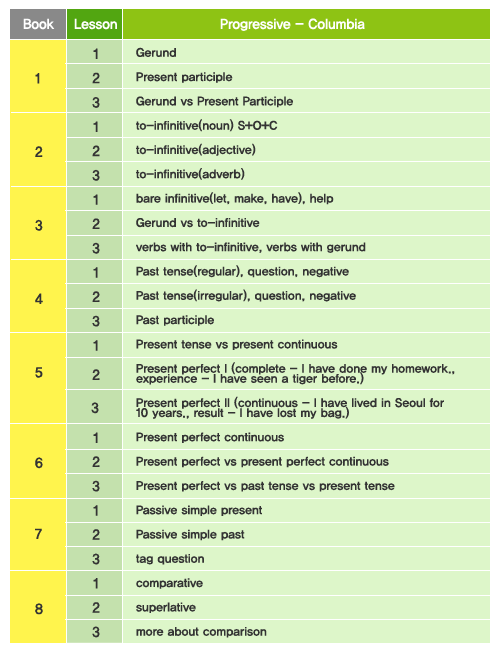 Book Lesson Progressive - Columbia
1
1 Gerund
2 Present participle
3 Gerund vs Present Participle
2
1 to-infinitive(noun) S+O+C
2 to-infinitive(adjective)
3 to-infinitive(adverb)
3
1 bare infinitive(let, make, have), help
2 Gerund vs to-infinitive
3 verbs with to-infinitive, verbs with gerund
4
1 Past tense(regular), question, negative
2 Past tense(irregular), question, negative
3 Past participle
5
1 Present tense vs present continuous
2 Present perfect I (complete - I have done my homework.,
experience - I have seen a tiger before.)
3 Present perfect II (continuous - I have lived in Seoul for
10 years., result - I have lost my bag.)
6
1 Present perfect continuous
2 Present perfect vs present perfect continuous
3 Present perfect vs past tense vs present tense
7
1 Passive simple present
2 Passive simple past
3 tag question
8
1 comparative
2 superlative
3 more about comparison